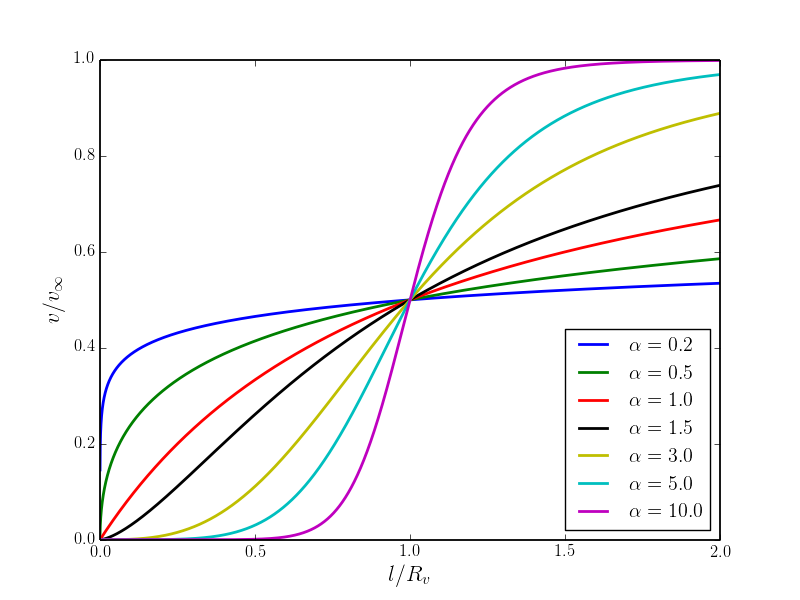 1.0
0.8
0.6
0.4
0.2
0.0
v/v∞
0.0 0.5 1.0 1.5 2.0
l/Rv
α = 0.2
α = 0.5
α = 1.0
α = 1.5
α = 3.0
α = 5.0
α = 10.0